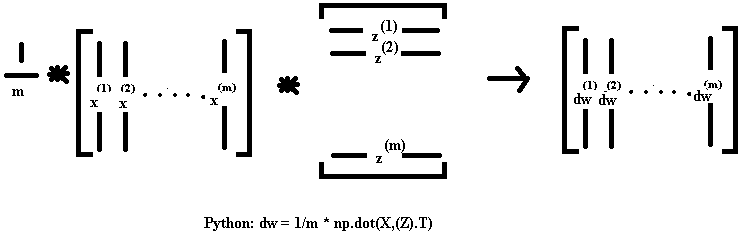 1
m * [ x(1) x(2) . . . . . x(m) ] * [ z(1)
z(2)
z(m) ] → [ dw(1) dw(2) . . . . . dw(m) ]
Python: dw = 1/m * np.dot(X,(Z).T)